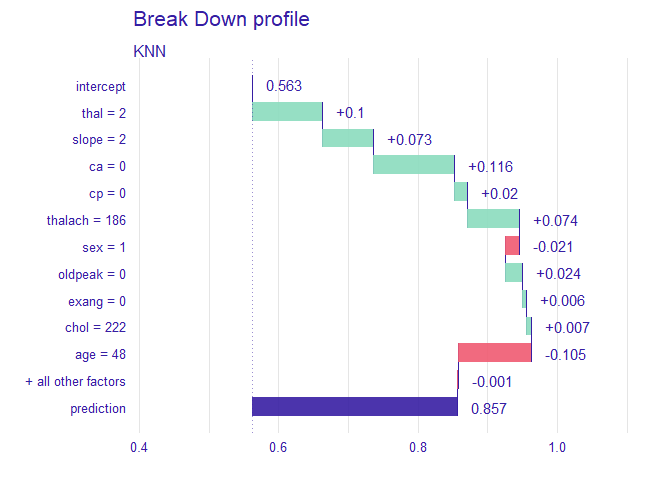 Break Down profile
KNN
intercept 0.563
thal = 2 +0.1
slope = 2 +0.073
ca = 0 +0.116
cp = 0 +0.02
thalach = 186 +0.074
sex = 1 -0.021
oldpeak = 0 +0.024
exang = 0 +0.006
chol = 222 +0.007
age = 48 -0.105
+ all other factors -0.001
prediction 0.857
0.4 0.6 0.8 1.0